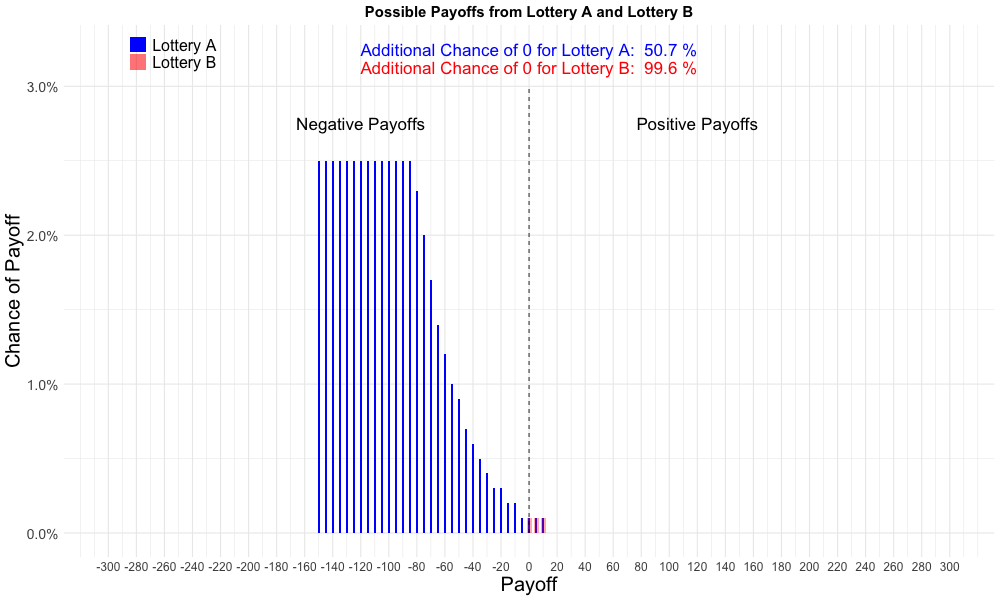 Possible Payoffs from Lottery A and Lottery B
Lottery A
Lottery B
Additional Chance of 0 for Lottery A: 50.7 %
Additional Chance of 0 for Lottery B: 99.6 %
Negative Payoffs
Positive Payoffs
Chance of Payoff
3.0%
2.0%
1.0%
0.0%
-300 -280 -260 -240 -220 -200 -180 -160 -140 -120 -100 -80 -60 -40 -20 0 20 40 60 80 100 120 140 160 180 200 220 240 260 280 300
Payoff